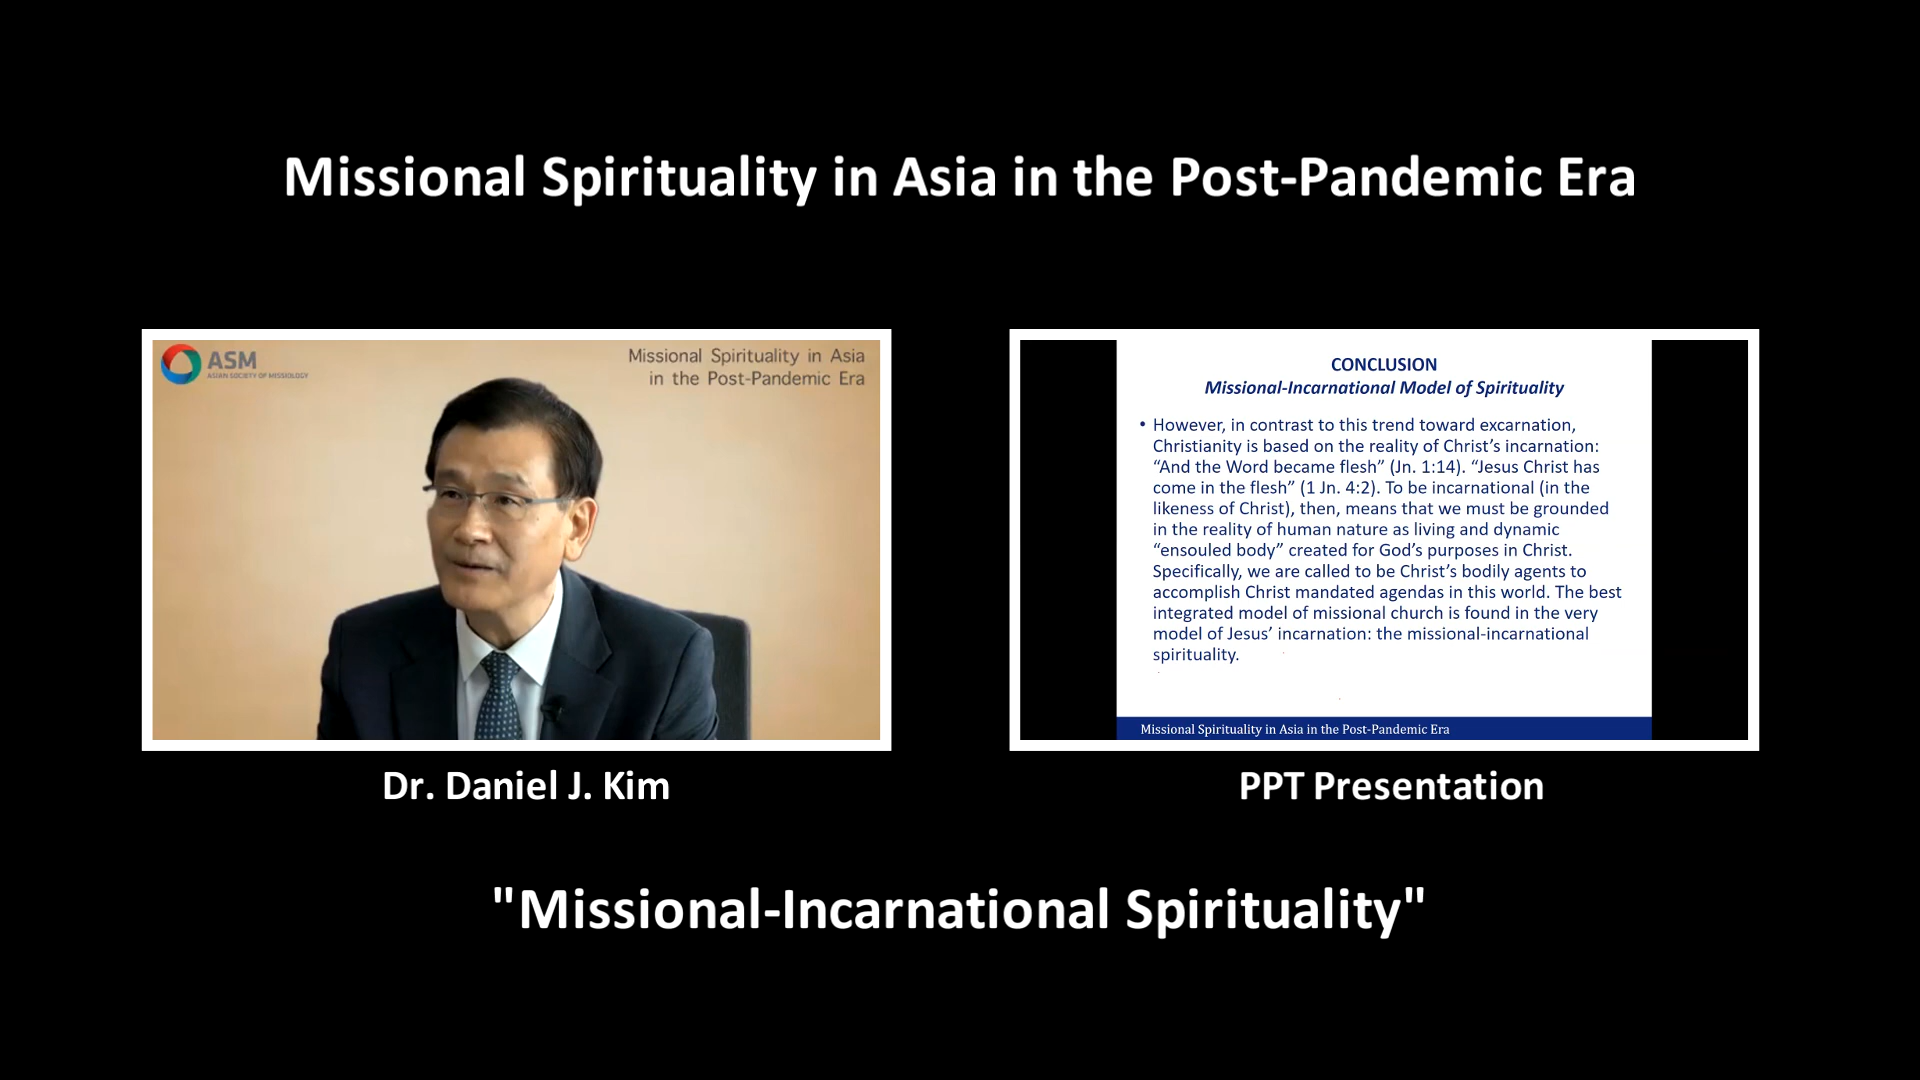 Missional Spirituality in Asia in the Post-Pandemic Era
ASM
ASIAN SOCIETY OF MISSIOLOGY
Missional Spirituality in Asia
in the Post-Pandemic Era
CONCLUSION
Missional-Incarnational Model of Spirituality
• However, in contrast to this trend toward excarnation,
Christianity is based on the reality of Christ’s incarnation:
“And the Word became flesh” (Jn. 1:14). “Jesus Christ has
come in the flesh” (1 Jn. 4:2). To be incarnational (in the
likeness of Christ), then, means that we must be grounded
in the reality of human nature as living and dynamic
“ensouled body” created for God’s purposes in Christ.
Specifically, we are called to be Christ’s bodily agents to
accomplish Christ mandated agendas in this world. The best
integrated model of missional church is found in the very
model of Jesus’ incarnation: the missional-incarnational
spirituality.
Missional Spirituality in Asia in the Post-Pandemic Era
Dr. Daniel J. Kim
PPT Presentation
"Missional-Incarnational Spirituality"